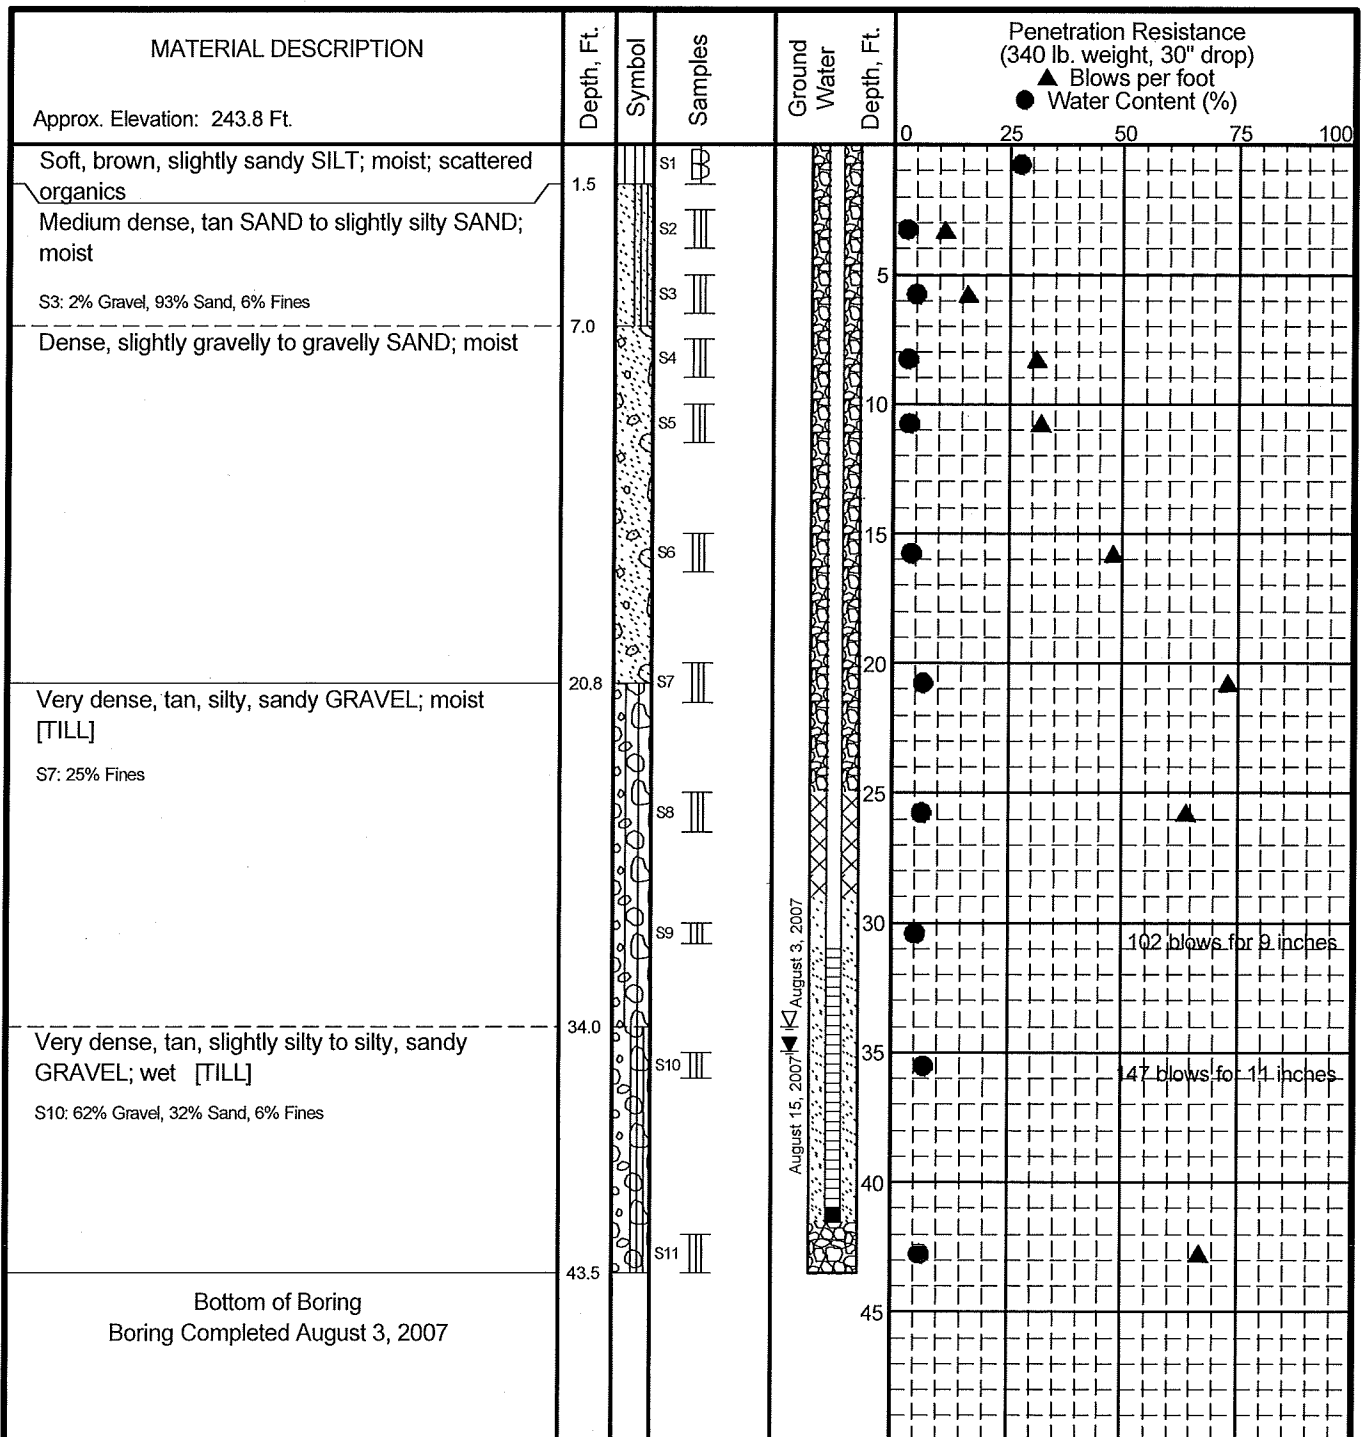 MATERIAL DESCRIPTION
Approx. Elevation: 243.8 Ft.
Depth, Ft.
Symbol
Samples
Ground
Water
Depth, Ft.
Penetration Resistance
(340 lb. weight, 30" drop)
▲ Blows per foot
● Water Content (%)
0 25 50 75 100
Soft, brown, slightly sandy SILT; moist; scattered
organics
1.5
S1
Medium dense, tan SAND to slightly silty SAND;
moist
S2
S3: 2% Gravel, 93% Sand, 6% Fines
S3
5
7.0
Dense, slightly gravelly to gravelly SAND; moist
S4
S5
10
S6
15
S7
20
20.8
Very dense, tan, silty, sandy GRAVEL; moist
[TILL]
S7: 25% Fines
S8
25
S9
30
102 blows for 9 inches
August 3, 2007
34.0
Very dense, tan, slightly silty to silty, sandy
GRAVEL; wet [TILL]
S10
35
147 blows for 11 inches
August 15, 2007
S10: 62% Gravel, 32% Sand, 6% Fines
40
S11
43.5
Bottom of Boring
Boring Completed August 3, 2007
45